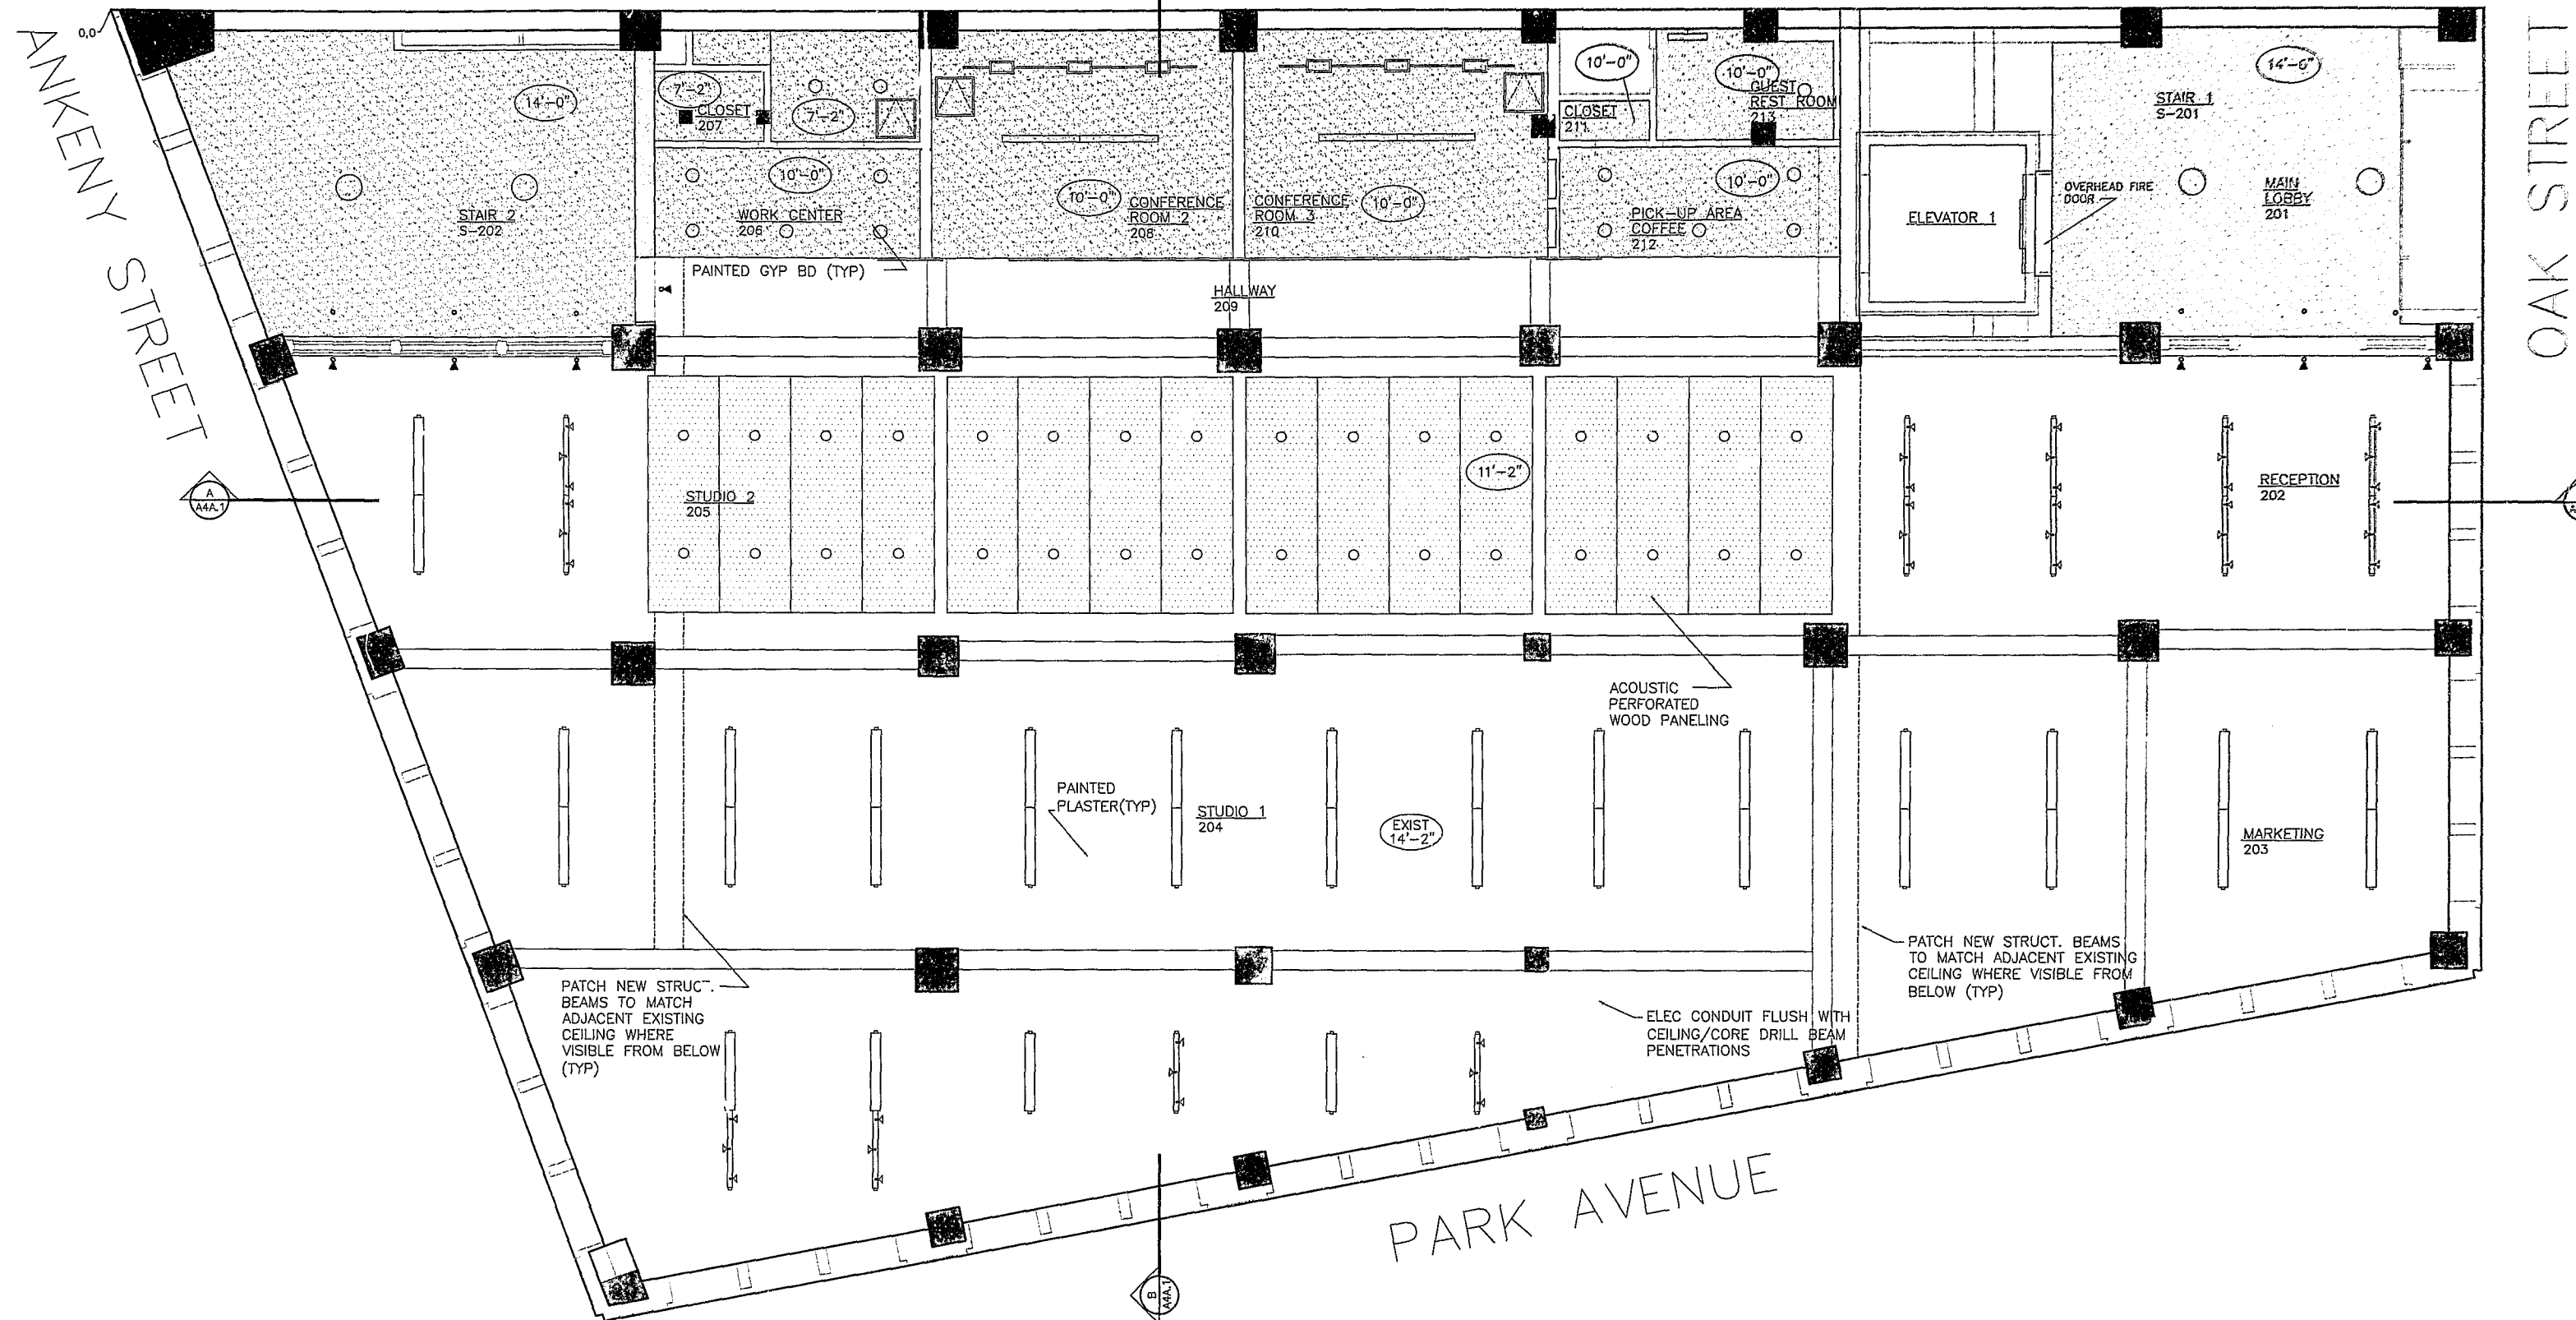 0,0
ANKENY STREET
OAK STREET
PARK AVENUE
14'-0"
STAIR 2
S-202
7'-2"
CLOSET
207
7'-2"
10'-0"
WORK CENTER
206
PAINTED GYP BD (TYP)
10'-0"
CONFERENCE
ROOM 2
208
CONFERENCE
ROOM 3
210
10'-0"
HALLWAY
209
10'-0"
CLOSET
211
10'-0"
GUEST
REST ROOM
213
10'-0"
PICK-UP AREA
COFFEE
212
ELEVATOR 1
OVERHEAD FIRE
DOOR
STAIR 1
S-201
MAIN
LOBBY
201
A
A4A.1
STUDIO 2
205
11'-2"
RECEPTION
202
ACOUSTIC
PERFORATED
WOOD PANELING
PAINTED
PLASTER(TYP)
STUDIO 1
204
EXIST
14'-2"
MARKETING
203
PATCH NEW STRUCT.
BEAMS TO MATCH
ADJACENT EXISTING
CEILING WHERE
VISIBLE FROM BELOW
(TYP)
ELEC CONDUIT FLUSH WITH
CEILING/CORE DRILL BEAM
PENETRATIONS
PATCH NEW STRUCT. BEAMS
TO MATCH ADJACENT EXISTING
CEILING WHERE VISIBLE FROM
BELOW (TYP)
B
A4A.1